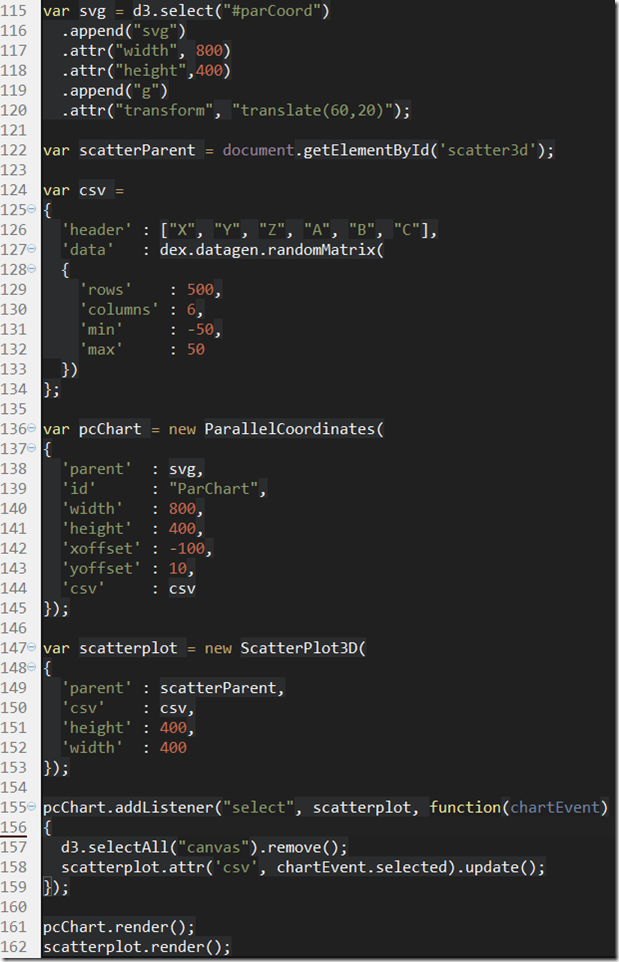 115 var svg = d3.select("#parCoord")
116   .append("svg")
117   .attr("width", 800)
118   .attr("height",400)
119   .append("g")
120   .attr("transform", "translate(60,20)");
121
122 var scatterParent = document.getElementById('scatter3d');
123
124 var csv =
125 {
126   'header' : ["X", "Y", "Z", "A", "B", "C"],
127   'data'   : dex.datagen.randomMatrix(
128   {
129     'rows'    : 500,
130     'columns' : 6,
131     'min'     : -50,
132     'max'     : 50
133   })
134 };
135
136 var pcChart = new ParallelCoordinates(
137 {
138   'parent'  : svg,
139   'id'      : "ParChart",
140   'width'   : 800,
141   'height'  : 400,
142   'xoffset' : -100,
143   'yoffset' : 10,
144   'csv'     : csv
145 });
146
147 var scatterplot = new ScatterPlot3D(
148 {
149   'parent' : scatterParent,
150   'csv'    : csv,
151   'height' : 400,
152   'width'  : 400
153 });
154
155 pcChart.addListener("select", scatterplot, function(chartEvent)
156 {
157   d3.selectAll("canvas").remove();
158   scatterplot.attr('csv', chartEvent.selected).update();
159 });
160
161 pcChart.render();
162 scatterplot.render();